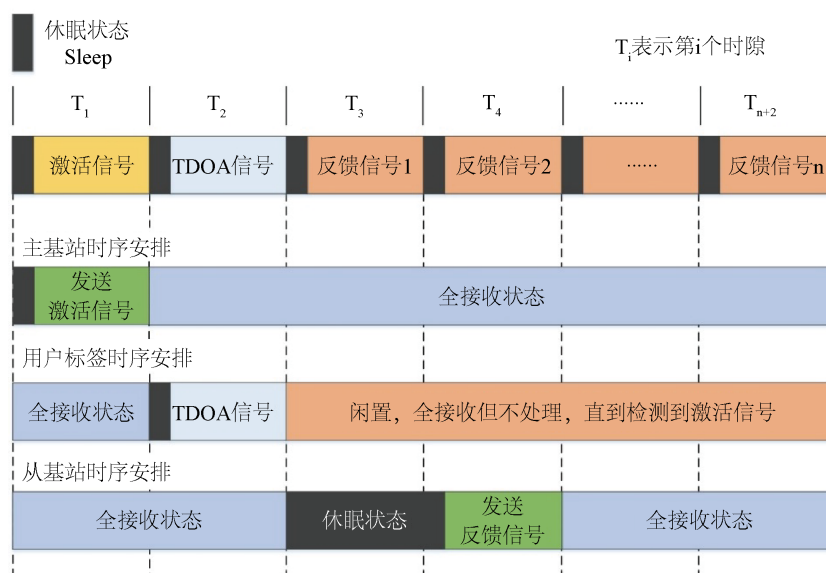 休眠状态
Sleep
Ti表示第i个时隙
T1 T2 T3 T4 …… Tn+2
激活信号 TDOA信号 反馈信号1 反馈信号2 …… 反馈信号n
主基站时序安排
发送
激活信号
全接收状态
用户标签时序安排
全接收状态 TDOA信号 闲置，全接收但不处理，直到检测到激活信号
从基站时序安排
全接收状态 休眠状态
发送
反馈信号
全接收状态